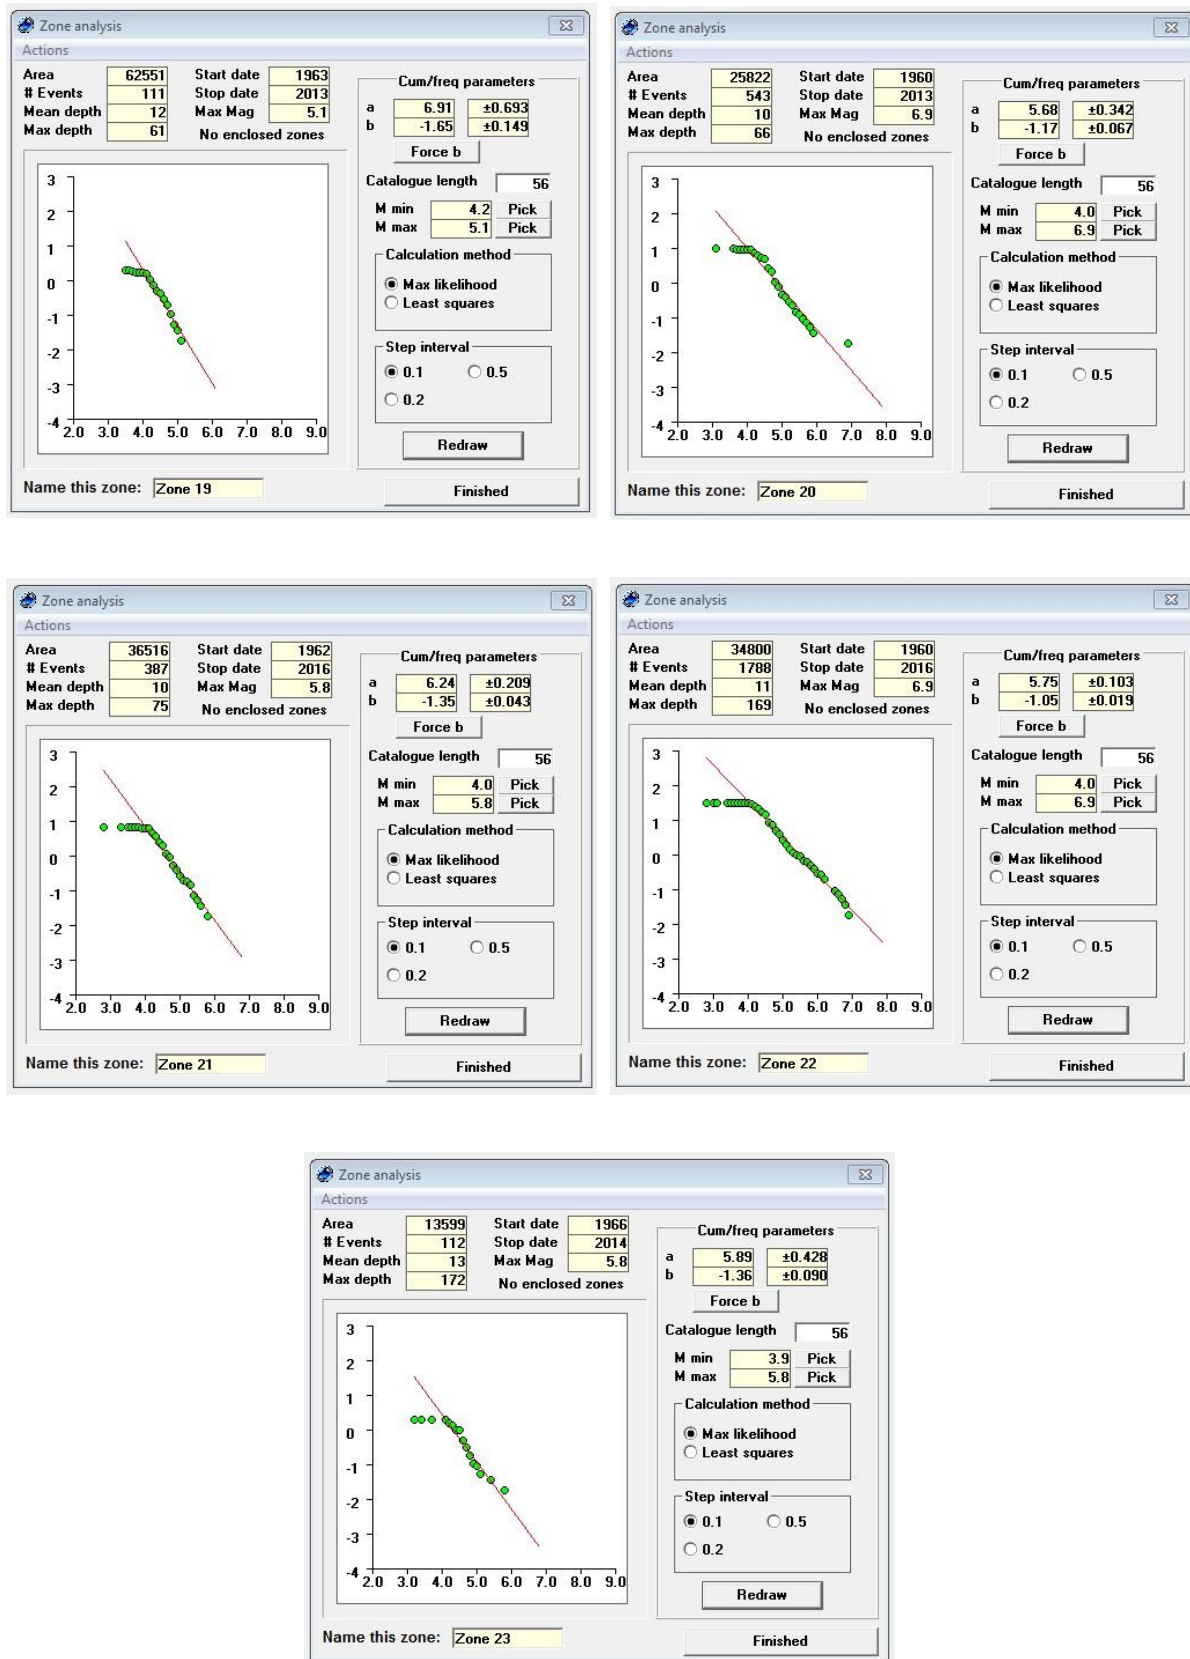 Zone analysis
Actions
Area 62551 Start date 1963
# Events 111 Stop date 2013
Mean depth 12 Max Mag 5.1
Max depth 61 No enclosed zones
Cum/freq parameters
a 6.91 ±0.693
b -1.65 ±0.149
Force b
Catalogue length 56
M min 4.2 Pick
M max 5.1 Pick
Calculation method
Max likelihood
Least squares
Step interval
0.1 0.5
0.2
Redraw
3
2
1
0
-1
-2
-3
-4
2.0 3.0 4.0 5.0 6.0 7.0 8.0 9.0
Name this zone: Zone 19
Finished
Zone analysis
Actions
Area 25822 Start date 1960
# Events 543 Stop date 2013
Mean depth 10 Max Mag 6.9
Max depth 66 No enclosed zones
Cum/freq parameters
a 5.68 ±0.342
b -1.17 ±0.067
Force b
Catalogue length 56
M min 4.0 Pick
M max 6.9 Pick
Calculation method
Max likelihood
Least squares
Step interval
0.1 0.5
0.2
Redraw
3
2
1
0
-1
-2
-3
-4
2.0 3.0 4.0 5.0 6.0 7.0 8.0 9.0
Name this zone: Zone 20
Finished
Zone analysis
Actions
Area 36516 Start date 1962
# Events 387 Stop date 2016
Mean depth 10 Max Mag 5.8
Max depth 75 No enclosed zones
Cum/freq parameters
a 6.24 ±0.209
b -1.35 ±0.043
Force b
Catalogue length 56
M min 4.0 Pick
M max 5.8 Pick
Calculation method
Max likelihood
Least squares
Step interval
0.1 0.5
0.2
Redraw
3
2
1
0
-1
-2
-3
-4
2.0 3.0 4.0 5.0 6.0 7.0 8.0 9.0
Name this zone: Zone 21
Finished
Zone analysis
Actions
Area 34800 Start date 1960
# Events 1788 Stop date 2016
Mean depth 11 Max Mag 6.9
Max depth 169 No enclosed zones
Cum/freq parameters
a 5.75 ±0.103
b -1.05 ±0.019
Force b
Catalogue length 56
M min 4.0 Pick
M max 6.9 Pick
Calculation method
Max likelihood
Least squares
Step interval
0.1 0.5
0.2
Redraw
3
2
1
0
-1
-2
-3
-4
2.0 3.0 4.0 5.0 6.0 7.0 8.0 9.0
Name this zone: Zone 22
Finished
Zone analysis
Actions
Area 13599 Start date 1966
# Events 112 Stop date 2014
Mean depth 13 Max Mag 5.8
Max depth 172 No enclosed zones
Cum/freq parameters
a 5.89 ±0.428
b -1.36 ±0.090
Force b
Catalogue length 56
M min 3.9 Pick
M max 5.8 Pick
Calculation method
Max likelihood
Least squares
Step interval
0.1 0.5
0.2
Redraw
3
2
1
0
-1
-2
-3
-4
2.0 3.0 4.0 5.0 6.0 7.0 8.0 9.0
Name this zone: Zone 23
Finished